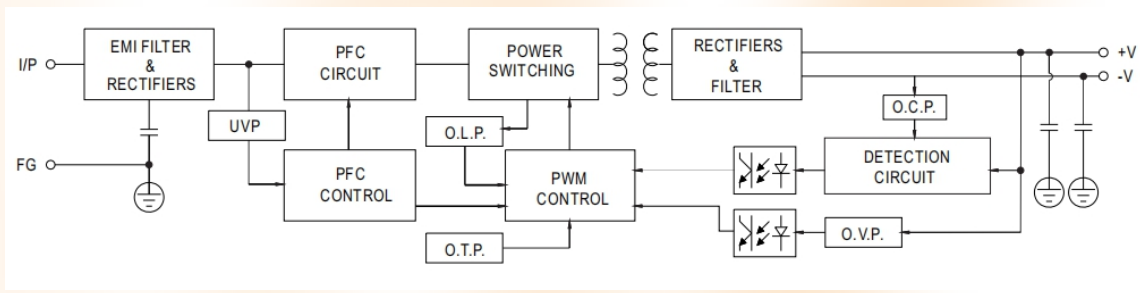 I/P
EMI FILTER
&
RECTIFIERS
PFC
CIRCUIT
POWER
SWITCHING
RECTIFIERS
&
FILTER
+V
-V
UVP
O.L.P.
O.C.P.
FG
PFC
CONTROL
PWM
CONTROL
DETECTION
CIRCUIT
O.T.P.
O.V.P.